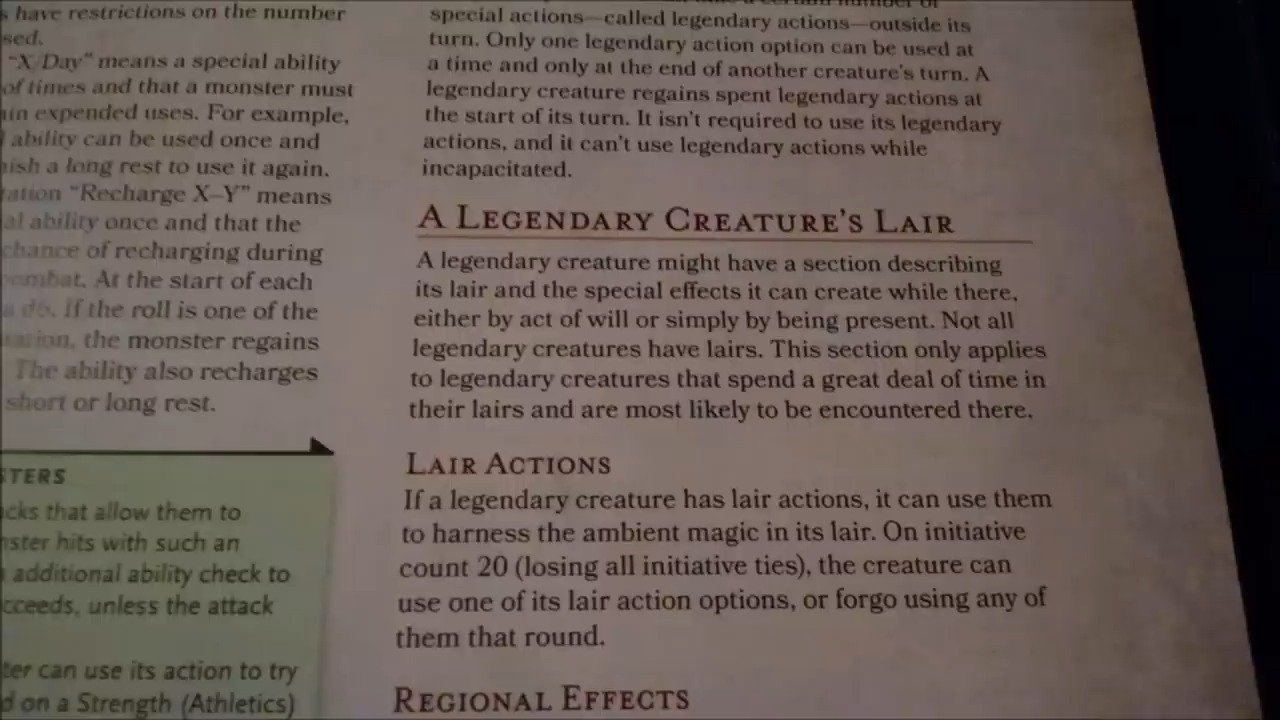 s have restrictions on the number
sed.
"X/Day" means a special ability
of times and that a monster must
in expended uses. For example,
ability can be used once and
ish a long rest to use it again.
tation "Recharge X–Y" means
al ability once and that the
chance of recharging during
ombat. At the start of each
a d6. If the roll is one of the
tation, the monster regains
The ability also recharges
short or long rest.
STERS
cks that allow them to
nster hits with such an
additional ability check to
cceeds, unless the attack
ter can use its action to try
d on a Strength (Athletics)
special actions—called legendary actions—outside its
turn. Only one legendary action option can be used at
a time and only at the end of another creature's turn. A
legendary creature regains spent legendary actions at
the start of its turn. It isn't required to use its legendary
actions, and it can't use legendary actions while
incapacitated.
A Legendary Creature's Lair
A legendary creature might have a section describing
its lair and the special effects it can create while there,
either by act of will or simply by being present. Not all
legendary creatures have lairs. This section only applies
to legendary creatures that spend a great deal of time in
their lairs and are most likely to be encountered there.
Lair Actions
If a legendary creature has lair actions, it can use them
to harness the ambient magic in its lair. On initiative
count 20 (losing all initiative ties), the creature can
use one of its lair action options, or forgo using any of
them that round.
Regional Effects